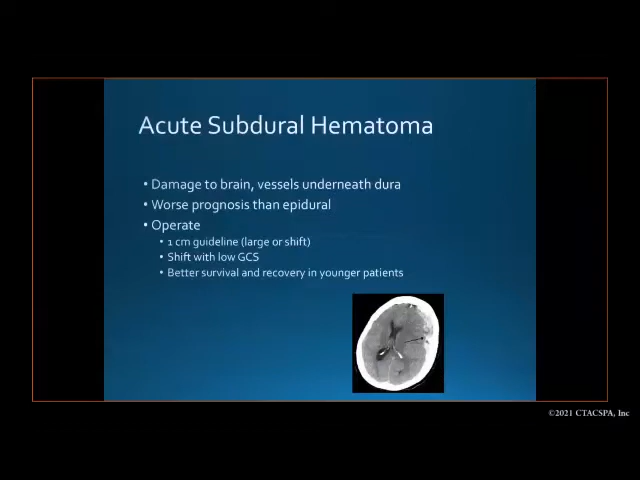 Acute Subdural Hematoma
• Damage to brain, vessels underneath dura
• Worse prognosis than epidural
• Operate
• 1 cm guideline (large or shift)
• Shift with low GCS
• Better survival and recovery in younger patients
©2021 CTACSPA, Inc